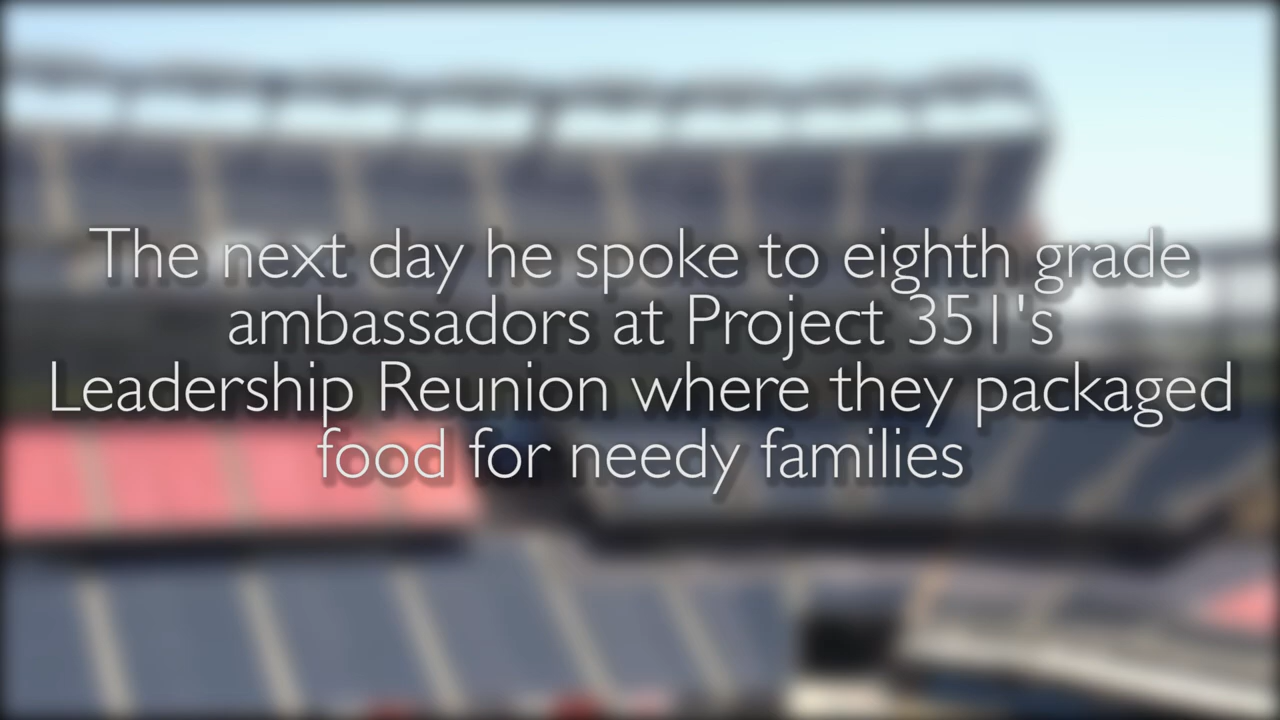 The next day he spoke to eighth grade
ambassadors at Project 351's
Leadership Reunion where they packaged
food for needy families